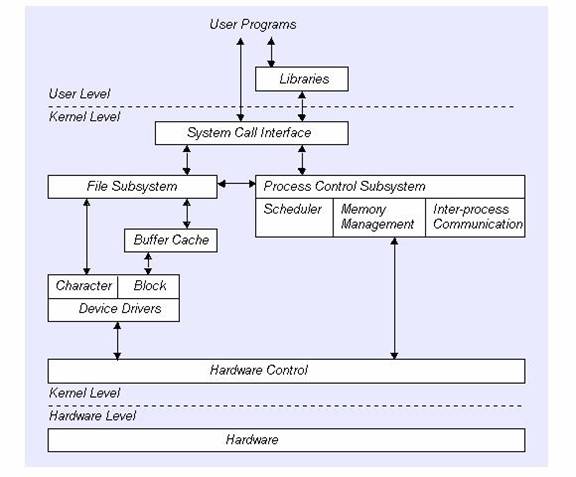 User Programs
Libraries
User Level
Kernel Level
System Call Interface
File Subsystem
Process Control Subsystem
Scheduler
Memory
Management
Inter-process
Communication
Buffer Cache
Character
Block
Device Drivers
Hardware Control
Kernel Level
Hardware Level
Hardware